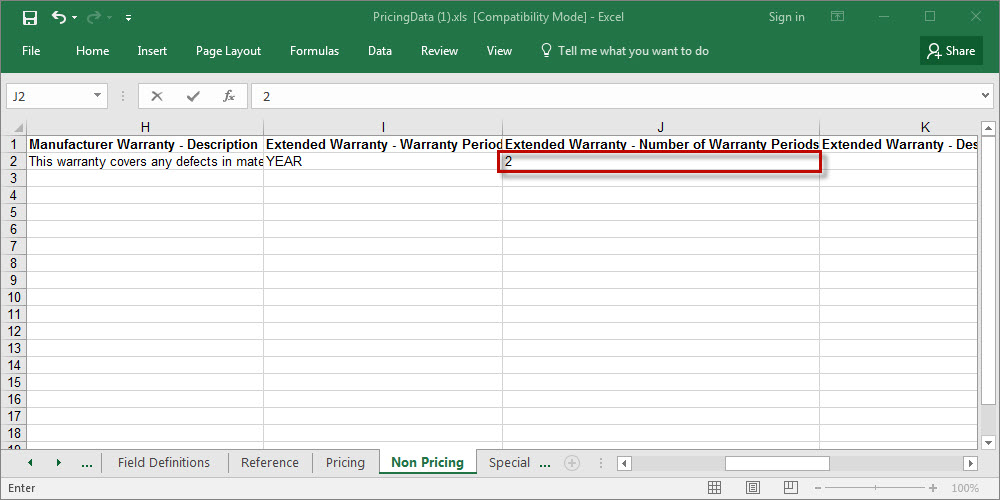 PricingData (1).xls [Compatibility Mode] - Excel Sign in
File Home Insert Page Layout Formulas Data Review View Tell me what you want to do Share
J2 fx 2
H I J K
1 Manufacturer Warranty - Description Extended Warranty - Warranty Period Extended Warranty - Number of Warranty Periods Extended Warranty - Des
2 This warranty covers any defects in mate YEAR 2
3
4
5
6
7
8
9
10
11
12
13
14
15
16
17
18
19
... Field Definitions Reference Pricing Non Pricing Special ...
Enter 100%